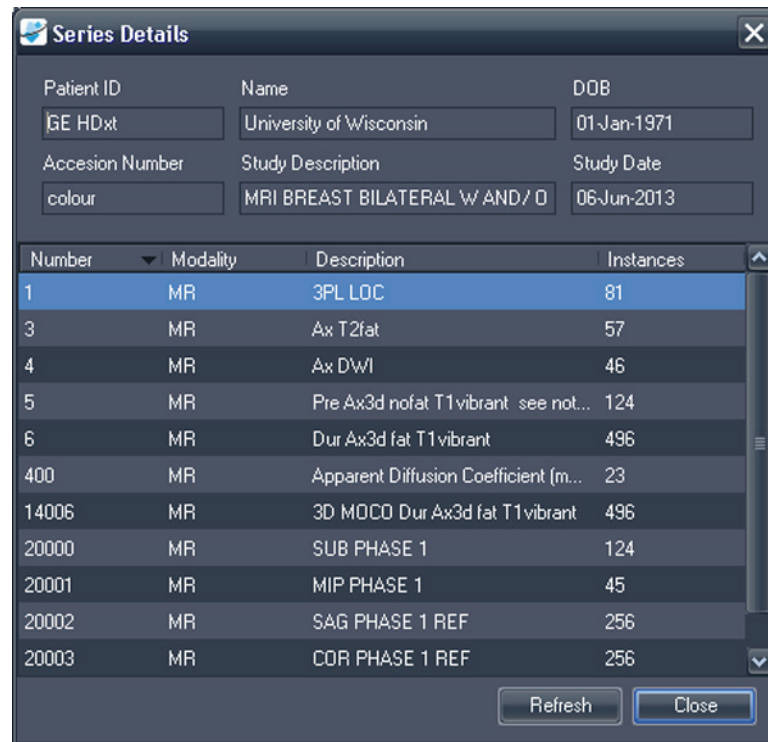 Series Details
Patient ID Name DOB
GE HDxt University of Wisconsin 01-Jan-1971
Accesion Number Study Description Study Date
colour MRI BREAST BILATERAL W AND/ O 06-Jun-2013
Number Modality Description Instances
1 MR 3PL LOC 81
3 MR Ax T2fat 57
4 MR Ax DWI 46
5 MR Pre Ax3d nofat T1vibrant see not... 124
6 MR Dur Ax3d fat T1vibrant 496
400 MR Apparent Diffusion Coefficient (m... 23
14006 MR 3D MOCO Dur Ax3d fat T1vibrant 496
20000 MR SUB PHASE 1 124
20001 MR MIP PHASE 1 45
20002 MR SAG PHASE 1 REF 256
20003 MR COR PHASE 1 REF 256
Refresh Close